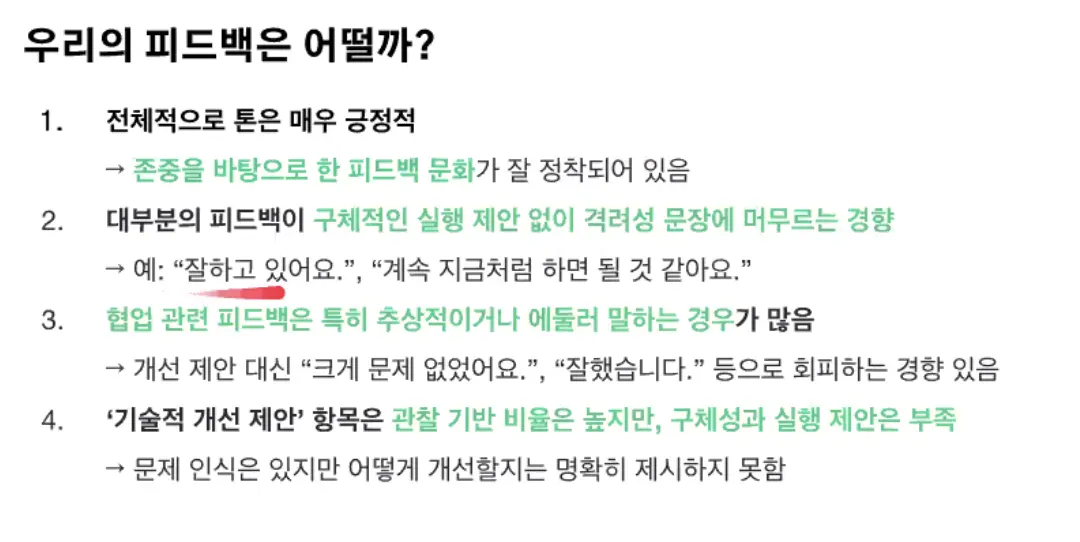 우리의 피드백은 어떨까?
1. 전체적으로 톤은 매우 긍정적
→ 존중을 바탕으로 한 피드백 문화가 잘 정착되어 있음
2. 대부분의 피드백이 구체적인 실행 제안 없이 격려성 문장에 머무르는 경향
→ 예: “잘하고 있어요.”, “계속 지금처럼 하면 될 것 같아요.”
3. 협업 관련 피드백은 특히 추상적이거나 에둘러 말하는 경우가 많음
→ 개선 제안 대신 “크게 문제 없었어요.”, “잘했습니다.” 등으로 회피하는 경향 있음
4. ‘기술적 개선 제안’ 항목은 관찰 기반 비율은 높지만, 구체성과 실행 제안은 부족
→ 문제 인식은 있지만 어떻게 개선할지는 명확히 제시하지 못함